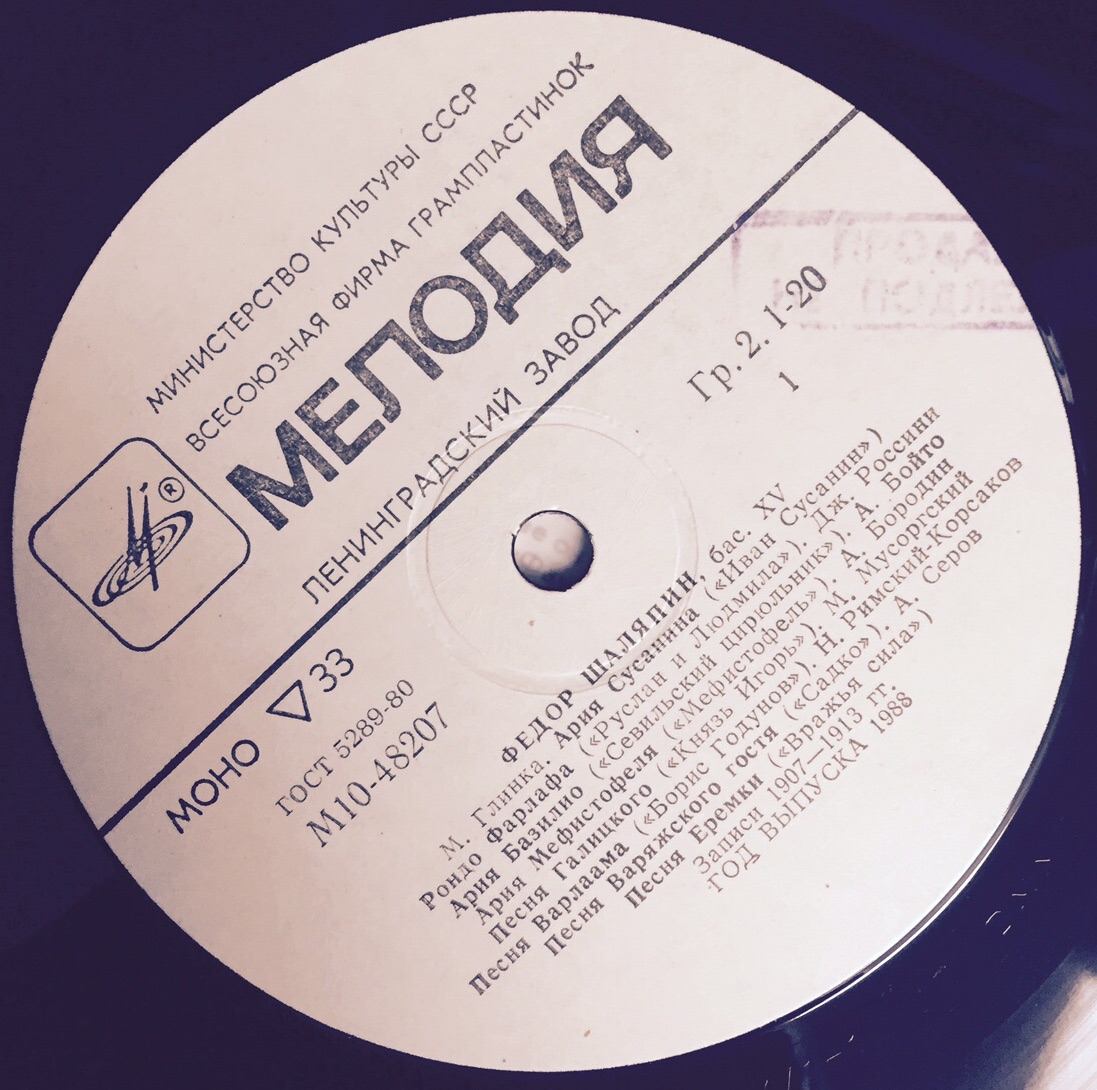 МИНИСТЕРСТВО КУЛЬТУРЫ СССР
ВСЕСОЮЗНАЯ ФИРМА ГРАМПЛАСТИНОК
МЕЛОДИЯ
ЛЕНИНГРАДСКИЙ ЗАВОД
®
МОНО ▽ 33
ГОСТ 5289-80
М10-48207
Гр. 2. 1-20
1
ФЕДОР ШАЛЯПИН, бас. XV
М. Глинка. Ария Сусанина («Иван Сусанин»)
Рондо Фарлафа («Руслан и Людмила»). Дж. Россини
Ария Базилио («Севильский цирюльник»). А. Бойто
Ария Мефистофеля («Мефистофель»). А. Бородин
Песня Галицкого («Князь Игорь»). М. Мусоргский
Песня Варлаама («Борис Годунов»). Н. Римский-Корсаков
Песня Варяжского гостя («Садко»). А. Серов
Песня Еремки («Вражья сила»)
Записи 1907—1913 гг.
ГОД ВЫПУСКА 1988